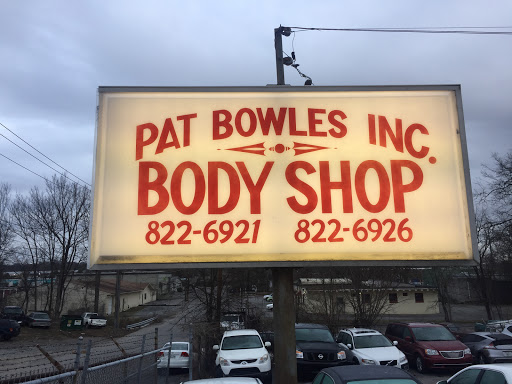 PAT BOWLES INC.
BODY SHOP
822-6921 822-6926